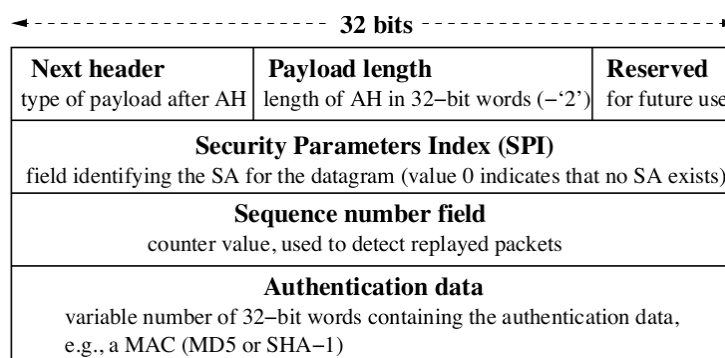 32 bits
Next header Payload length Reserved
type of payload after AH length of AH in 32−bit words (−‘2’) for future use
Security Parameters Index (SPI)
field identifying the SA for the datagram (value 0 indicates that no SA exists)
Sequence number field
counter value, used to detect replayed packets
Authentication data
variable number of 32−bit words containing the authentication data,
e.g., a MAC (MD5 or SHA−1)